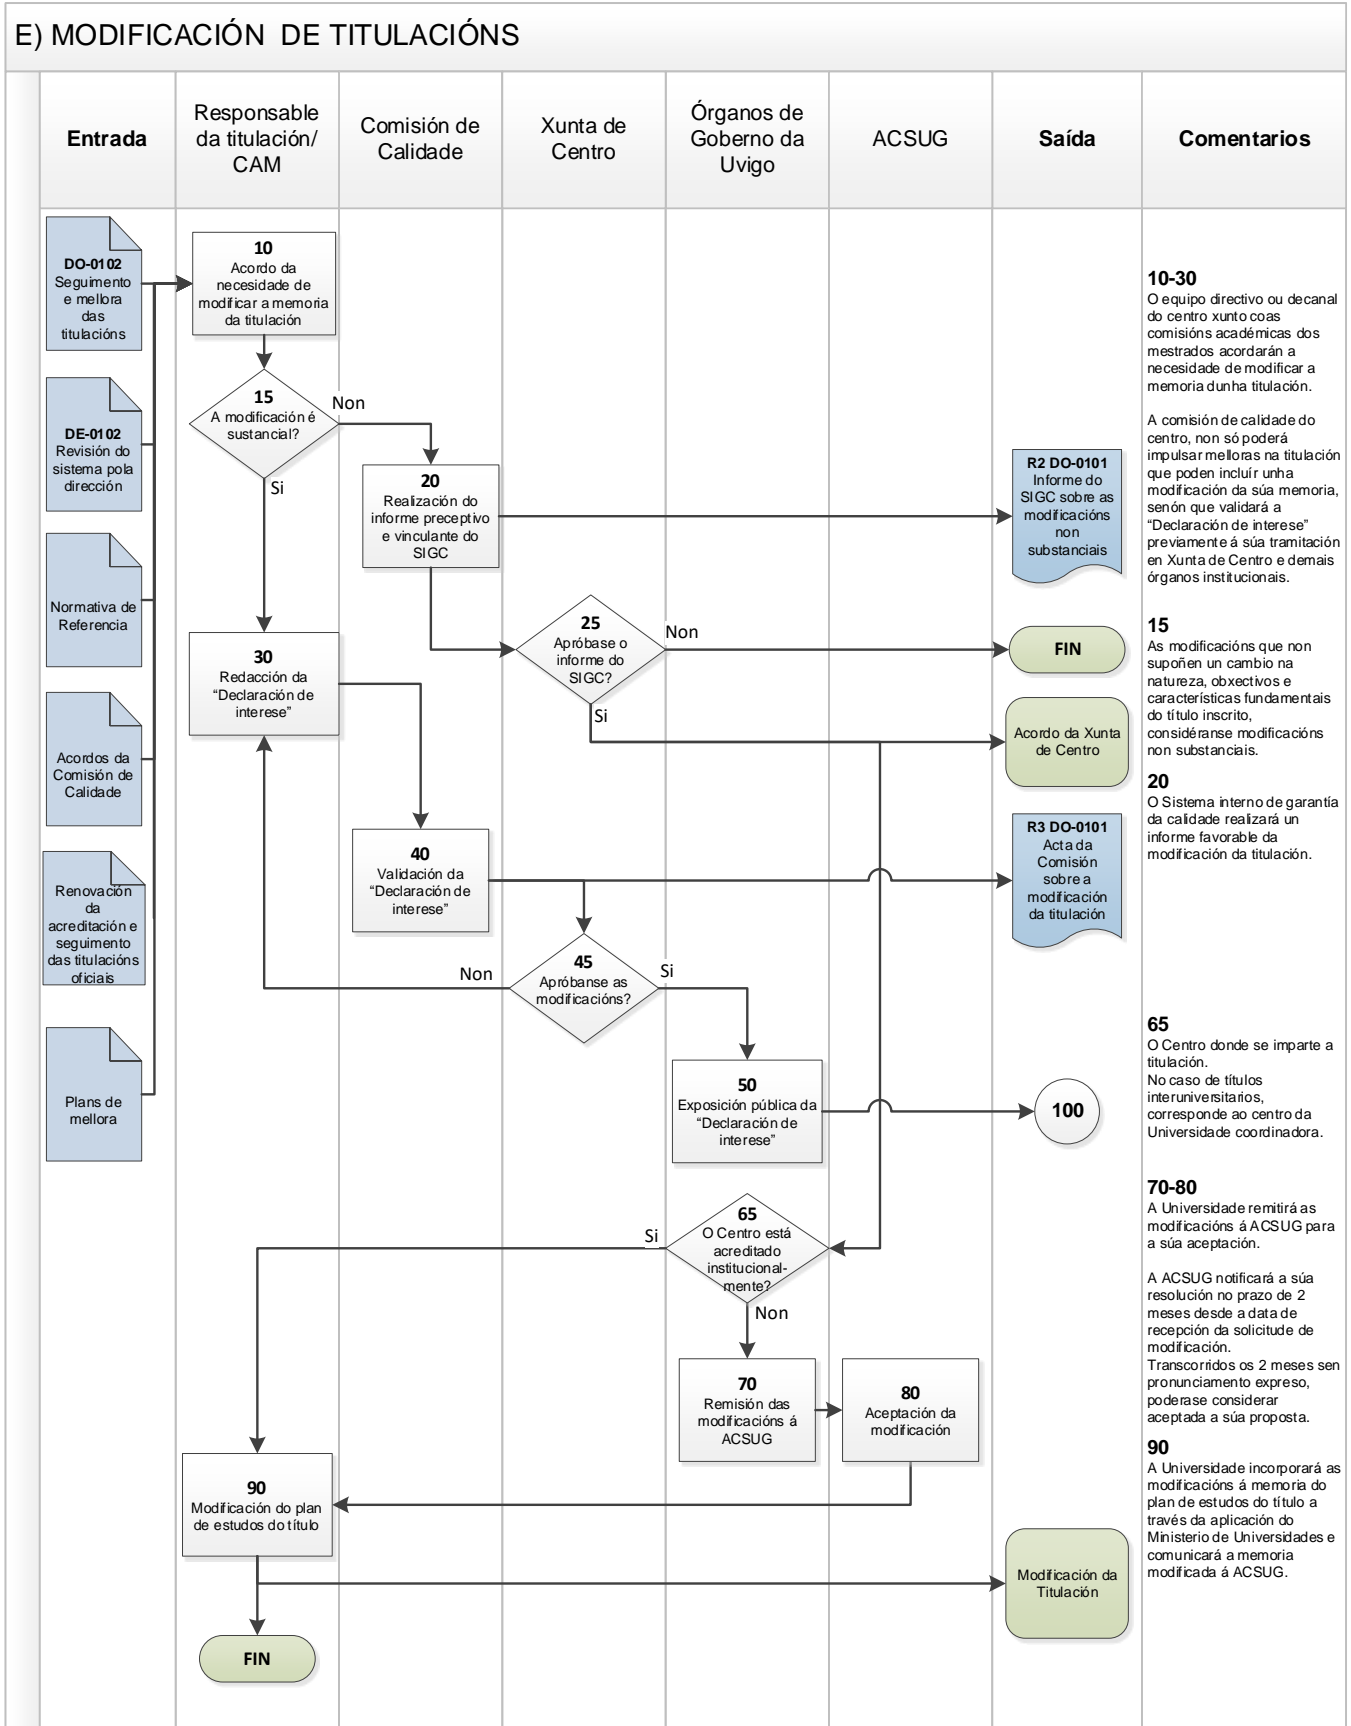 E) MODIFICACIÓN DE TITULACIÓNS
Entrada
Responsable
da titulación/
CAM
Comisión de
Calidade
Xunta de
Centro
Órganos de
Goberno da
Uvigo
ACSUG
Saída
Comentarios
DO-0102
Seguimento
e mellora
das
titulacións
DE-0102
Revisión do
sistema pola
dirección
Normativa de
Referencia
Acordos da
Comisión de
Calidade
Renovación
da
acreditación e
seguimento
das titulacións
oficiais
Plans de
mellora
10
Acordo da
necesidade de
modificar a memoria
da titulación
15
A modificación é
sustancial?
Non
Si
20
Realización do
informe preceptivo
e vinculante do
SIGC
R2 DO-0101
Informe do
SIGC sobre as
modificacións
non
substanciais
25
Apróbase o
informe do
SIGC?
Non
Si
FIN
30
Redacción da
“Declaración de
interese”
Acordo da Xunta
de Centro
40
Validación da
“Declaración de
interese”
R3 DO-0101
Acta da
Comisión
sobre a
modificación
da titulación
45
Apróbanse as
modificacións?
Non
Si
50
Exposición pública da
“Declaración de
interese”
100
65
O Centro está
acreditado
institucional-
mente?
Si
Non
70
Remisión das
modificacións á
ACSUG
80
Aceptación da
modificación
90
Modificación do plan
de estudos do título
Modificación da
Titulación
FIN
10-30
O equipo directivo ou decanal
do centro xunto coas
comisións académicas dos
mestrados acordarán a
necesidade de modificar a
memoria dunha titulación.
A comisión de calidade do
centro, non só poderá
impulsar melloras na titulación
que poden incluír unha
modificación da súa memoria,
senón que validará a
“Declaración de interese”
previamente á súa tramitación
en Xunta de Centro e demais
órganos institucionais.
15
As modificacións que non
supoñen un cambio na
natureza, obxectivos e
características fundamentais
do título inscrito,
considéranse modificacións
non substanciais.
20
O Sistema interno de garantía
da calidade realizará un
informe favorable da
modificación da titulación.
65
O Centro donde se imparte a
titulación.
No caso de títulos
interuniversitarios,
corresponde ao centro da
Universidade coordinadora.
70-80
A Universidade remitirá as
modificacións á ACSUG para
a súa aceptación.
A ACSUG notificará a súa
resolución no prazo de 2
meses desde a data de
recepción da solicitude de
modificación.
Transcorridos os 2 meses sen
pronunciamento expreso,
poderase considerar
aceptada a súa proposta.
90
A Universidade incorporará as
modificacións á memoria do
plan de estudos do título a
través da aplicación do
Ministerio de Universidades e
comunicará a memoria
modificada á ACSUG.